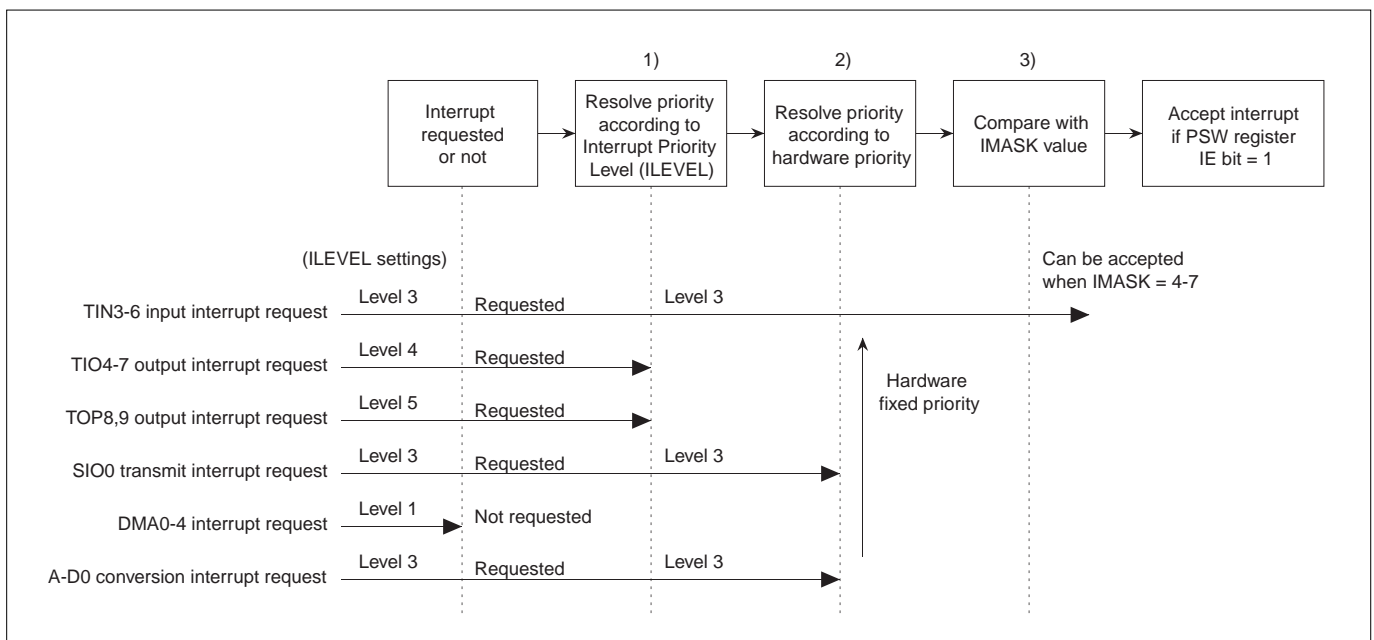 1)
2)
3)
Interrupt
requested
or not
Resolve priority
according to
Interrupt Priority
Level (ILEVEL)
Resolve priority
according to
hardware priority
Compare with
IMASK value
Accept interrupt
if PSW register
IE bit = 1
(ILEVEL settings)
Can be accepted
when IMASK = 4-7
TIN3-6 input interrupt request
Level 3
Requested
Level 3
TIO4-7 output interrupt request
Level 4
Requested
Hardware
fixed priority
TOP8,9 output interrupt request
Level 5
Requested
SIO0 transmit interrupt request
Level 3
Requested
Level 3
DMA0-4 interrupt request
Level 1
Not requested
A-D0 conversion interrupt request
Level 3
Requested
Level 3